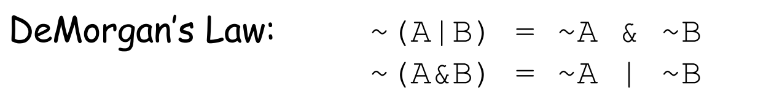 DeMorgan's Law: ~(A|B) = ~A & ~B
~(A&B) = ~A | ~B